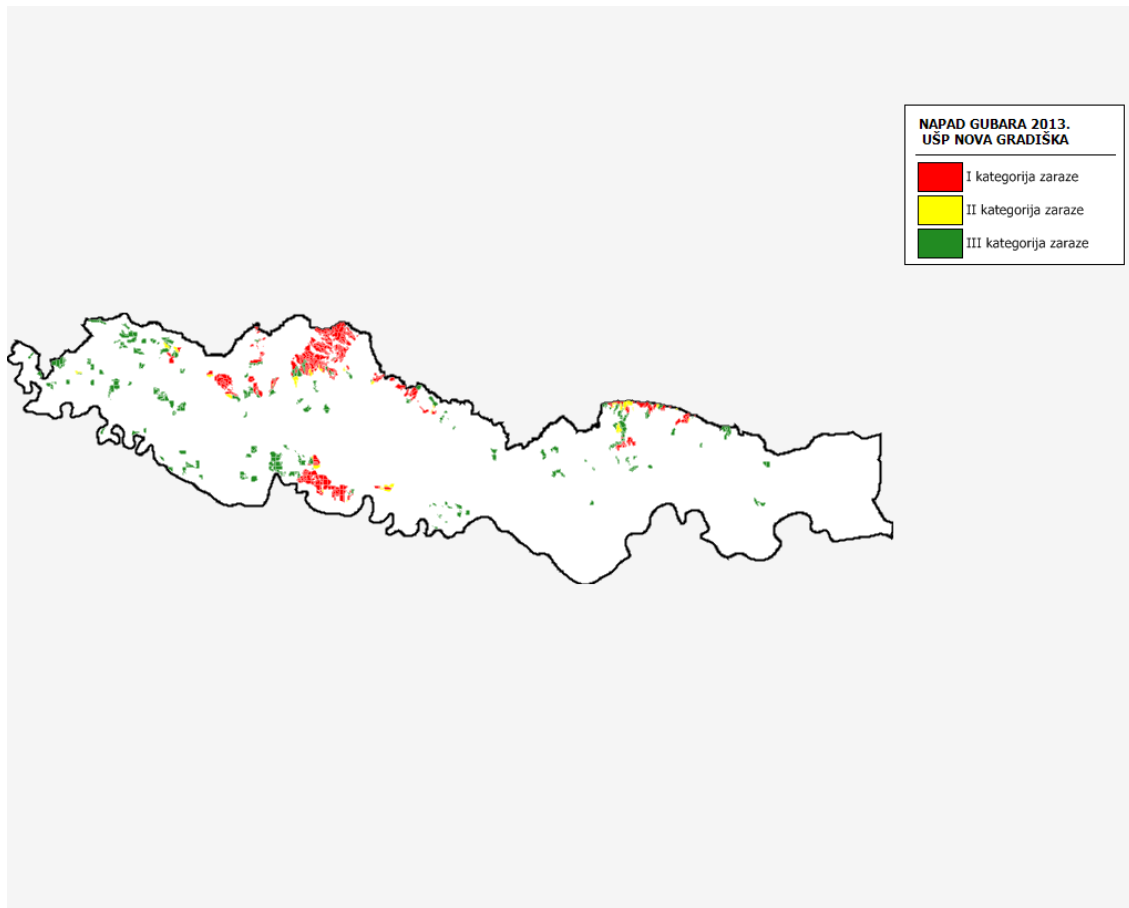 NAPAD GUBARA 2013.
UŠP NOVA GRADIŠKA
I kategorija zaraze
II kategorija zaraze
III kategorija zaraze